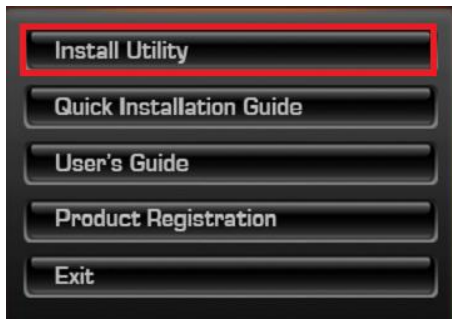 Install Utility
Quick Installation Guide
User's Guide
Product Registration
Exit